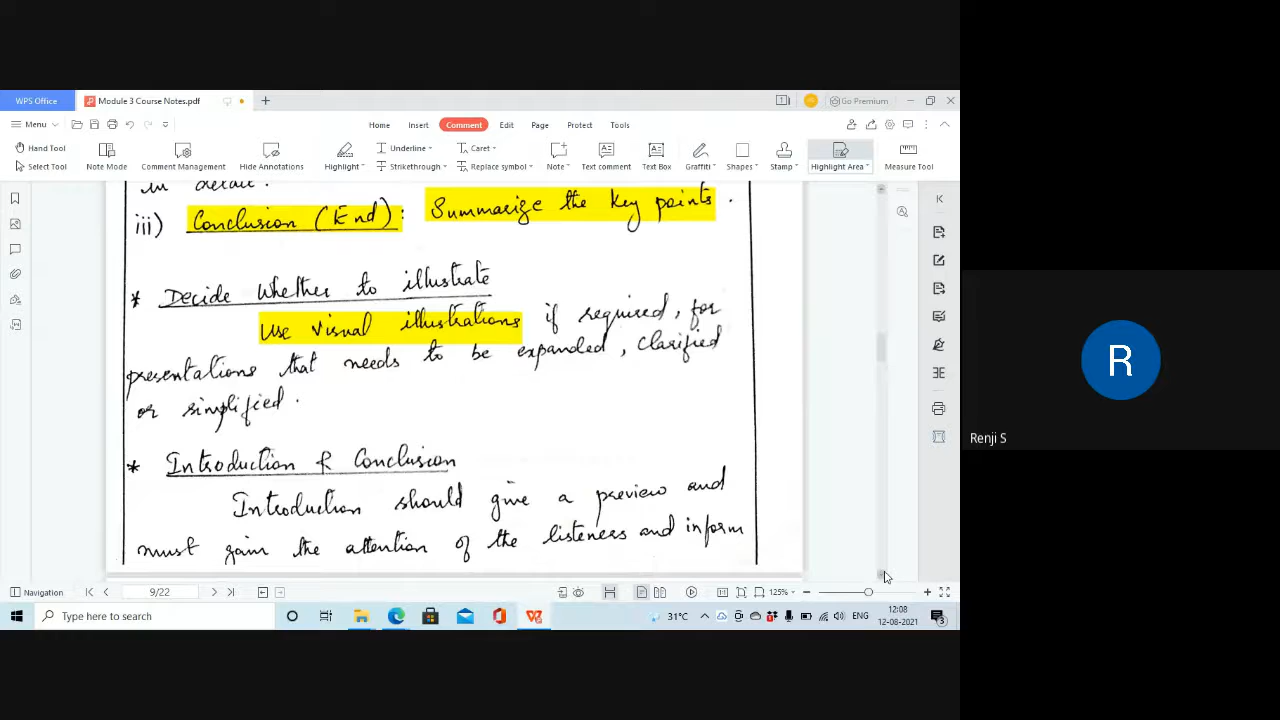 WPS Office
Module 3 Course Notes.pdf
Go Premium
Menu
Home Insert Comment Edit Page Protect Tools
Hand Tool
Select Tool
Note Mode
Comment Management
Hide Annotations
Highlight
Underline
Strikethrough
Caret
Replace symbol
Note
Text comment
Text Box
Graffiti
Shapes
Stamp
Highlight Area
Measure Tool
in detail.
iii) Conclusion (End): Summarize the key points.
* Decide whether to illustrate
Use visual illustrations if required, for
presentations that needs to be expanded, clarified
or simplified.
* Introduction & Conclusion
Introduction should give a preview and
must gain the attention of the listeners and inform
Navigation
9/22
125%
Type here to search
31°C
ENG
12:08
12-08-2021
3
R
Renji S